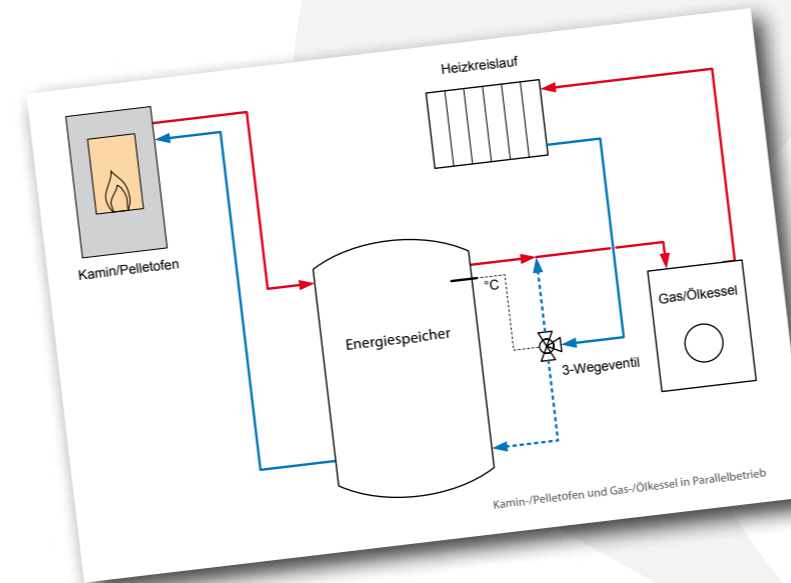 Heizkreislauf
Kamin/Pelletofen
°C
Gas/Ölkessel
Energiespeicher
3-Wegeventil
Kamin-/Pelletofen und Gas-/Ölkessel in Parallelbetrieb